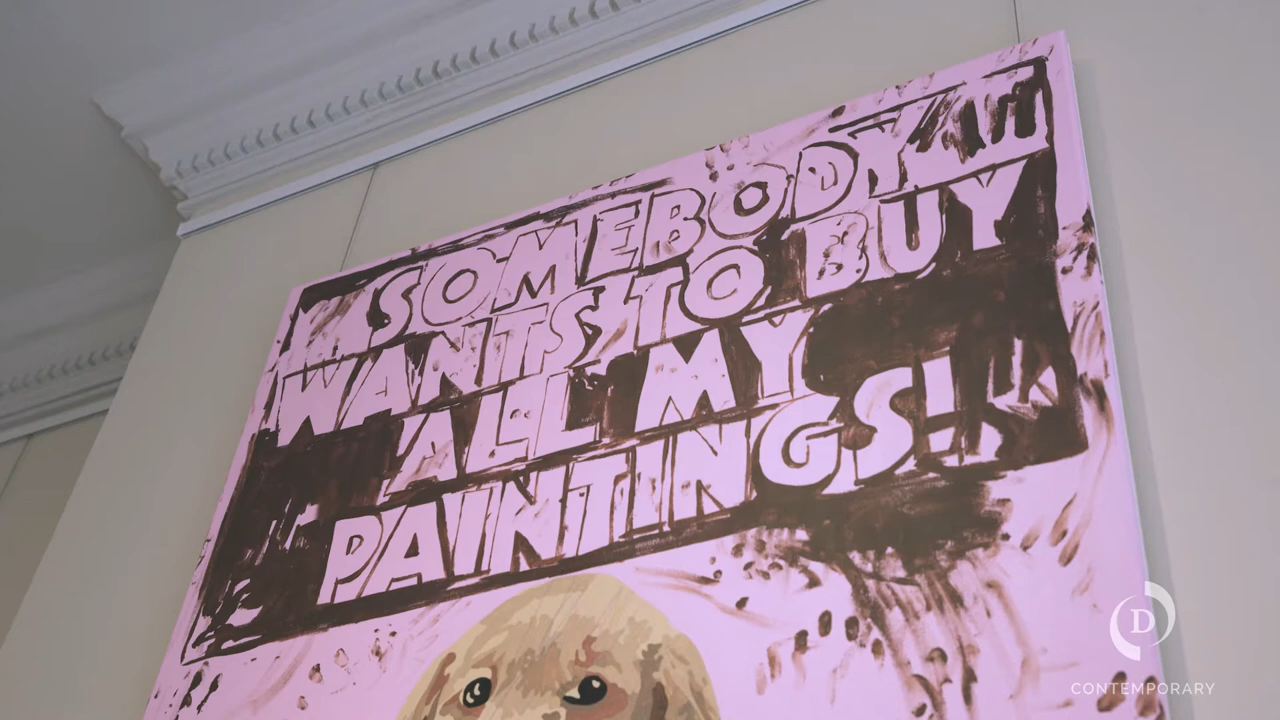 SOMEBODY
WANTS TO BUY
ALL MY
PAINTINGS!
D
CONTEMPORARY